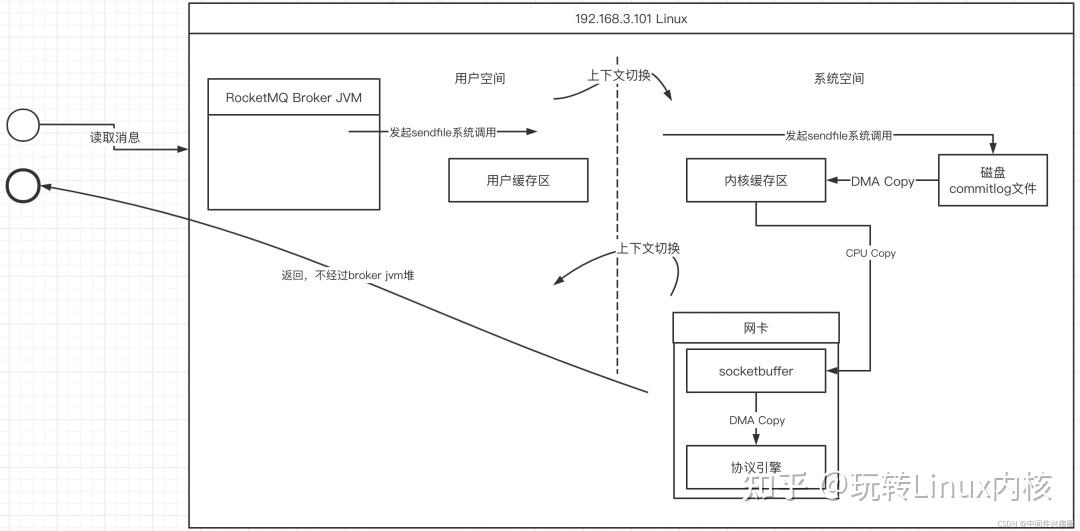 192.168.3.101 Linux
用户空间
上下文切换
系统空间
RocketMQ Broker JVM
读取消息
发起sendfile系统调用
发起sendfile系统调用
用户缓存区
内核缓存区
DMA Copy
磁盘
commitlog文件
上下文切换
CPU Copy
返回，不经过broker jvm堆
网卡
socketbuffer
DMA Copy
协议引擎
知乎 @玩转Linux内核
CSDN @中间件兴趣圈